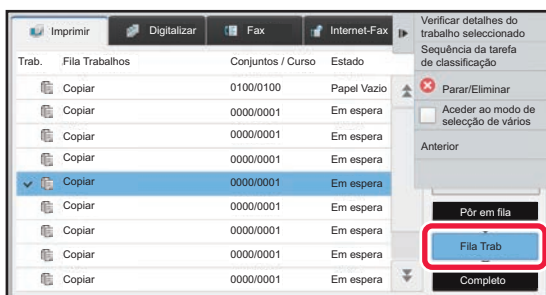 Imprimir Digitalizar Fax Internet-Fax
Trab. Fila Trabalhos Conjuntos / Curso Estado
Copiar 0100/0100 Papel Vazio
Copiar 0000/0001 Em espera
Copiar 0000/0001 Em espera
Copiar 0000/0001 Em espera
Copiar 0000/0001 Em espera
Copiar 0000/0001 Em espera
Copiar 0000/0001 Em espera
Copiar 0000/0001 Em espera
Copiar 0000/0001 Em espera
Verificar detalhes do
trabalho seleccionado
Sequência da tarefa
de classificação
Parar/Eliminar
Aceder ao modo de
selecção de vários
Anterior
Pôr em fila
Fila Trab
Completo